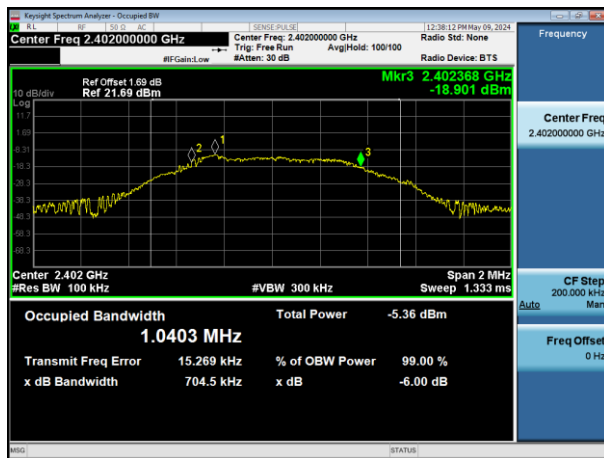 Keysight Spectrum Analyzer - Occupied BW
RL RF 50 Ω AC SENSE:PULSE 12:38:12 PM May 09, 2024
Center Freq 2.402000000 GHz Center Freq: 2.402000000 GHz Radio Std: None Frequency
Trig: Free Run Avg|Hold: 100/100
#IFGain:Low #Atten: 30 dB Radio Device: BTS
Mkr3 2.402368 GHz
Ref Offset 1.69 dB
10 dB/div Ref 21.69 dBm -18.901 dBm
Log
11.7
1.69
-8.31
-18.3
-28.3
-38.3
-48.3
-58.3
-68.3
2 1 3
Center Freq
2.402000000 GHz
Center 2.402 GHz Span 2 MHz
#Res BW 100 kHz #VBW 300 kHz Sweep 1.333 ms
CF Step
200.000 kHz
Auto Man
Occupied Bandwidth Total Power -5.36 dBm
1.0403 MHz
Transmit Freq Error 15.269 kHz % of OBW Power 99.00 %
x dB Bandwidth 704.5 kHz x dB -6.00 dB
Freq Offset
0 Hz
MSG STATUS